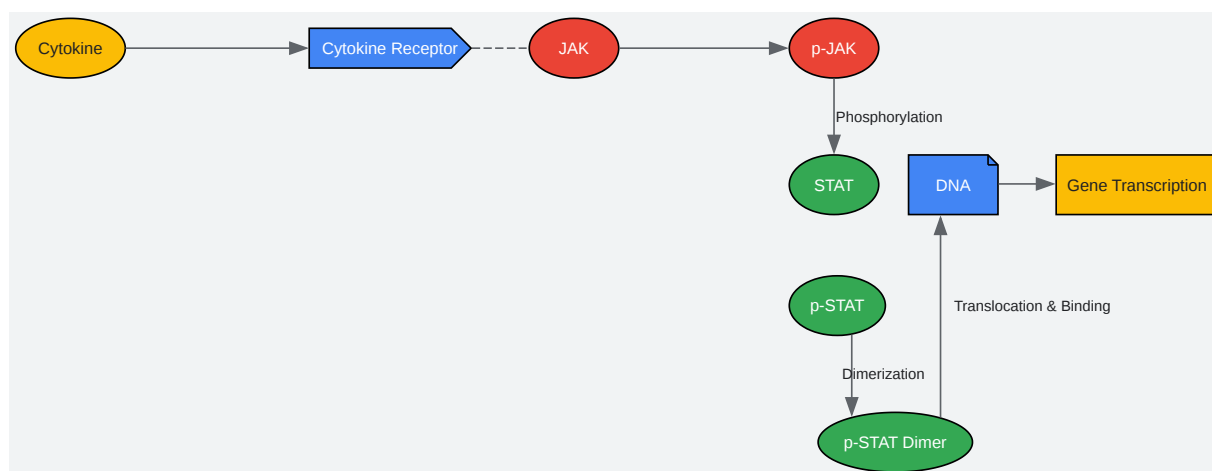 Cytokine
Cytokine Receptor
JAK
p-JAK
Phosphorylation
STAT
DNA
Gene Transcription
p-STAT
Translocation & Binding
Dimerization
p-STAT Dimer